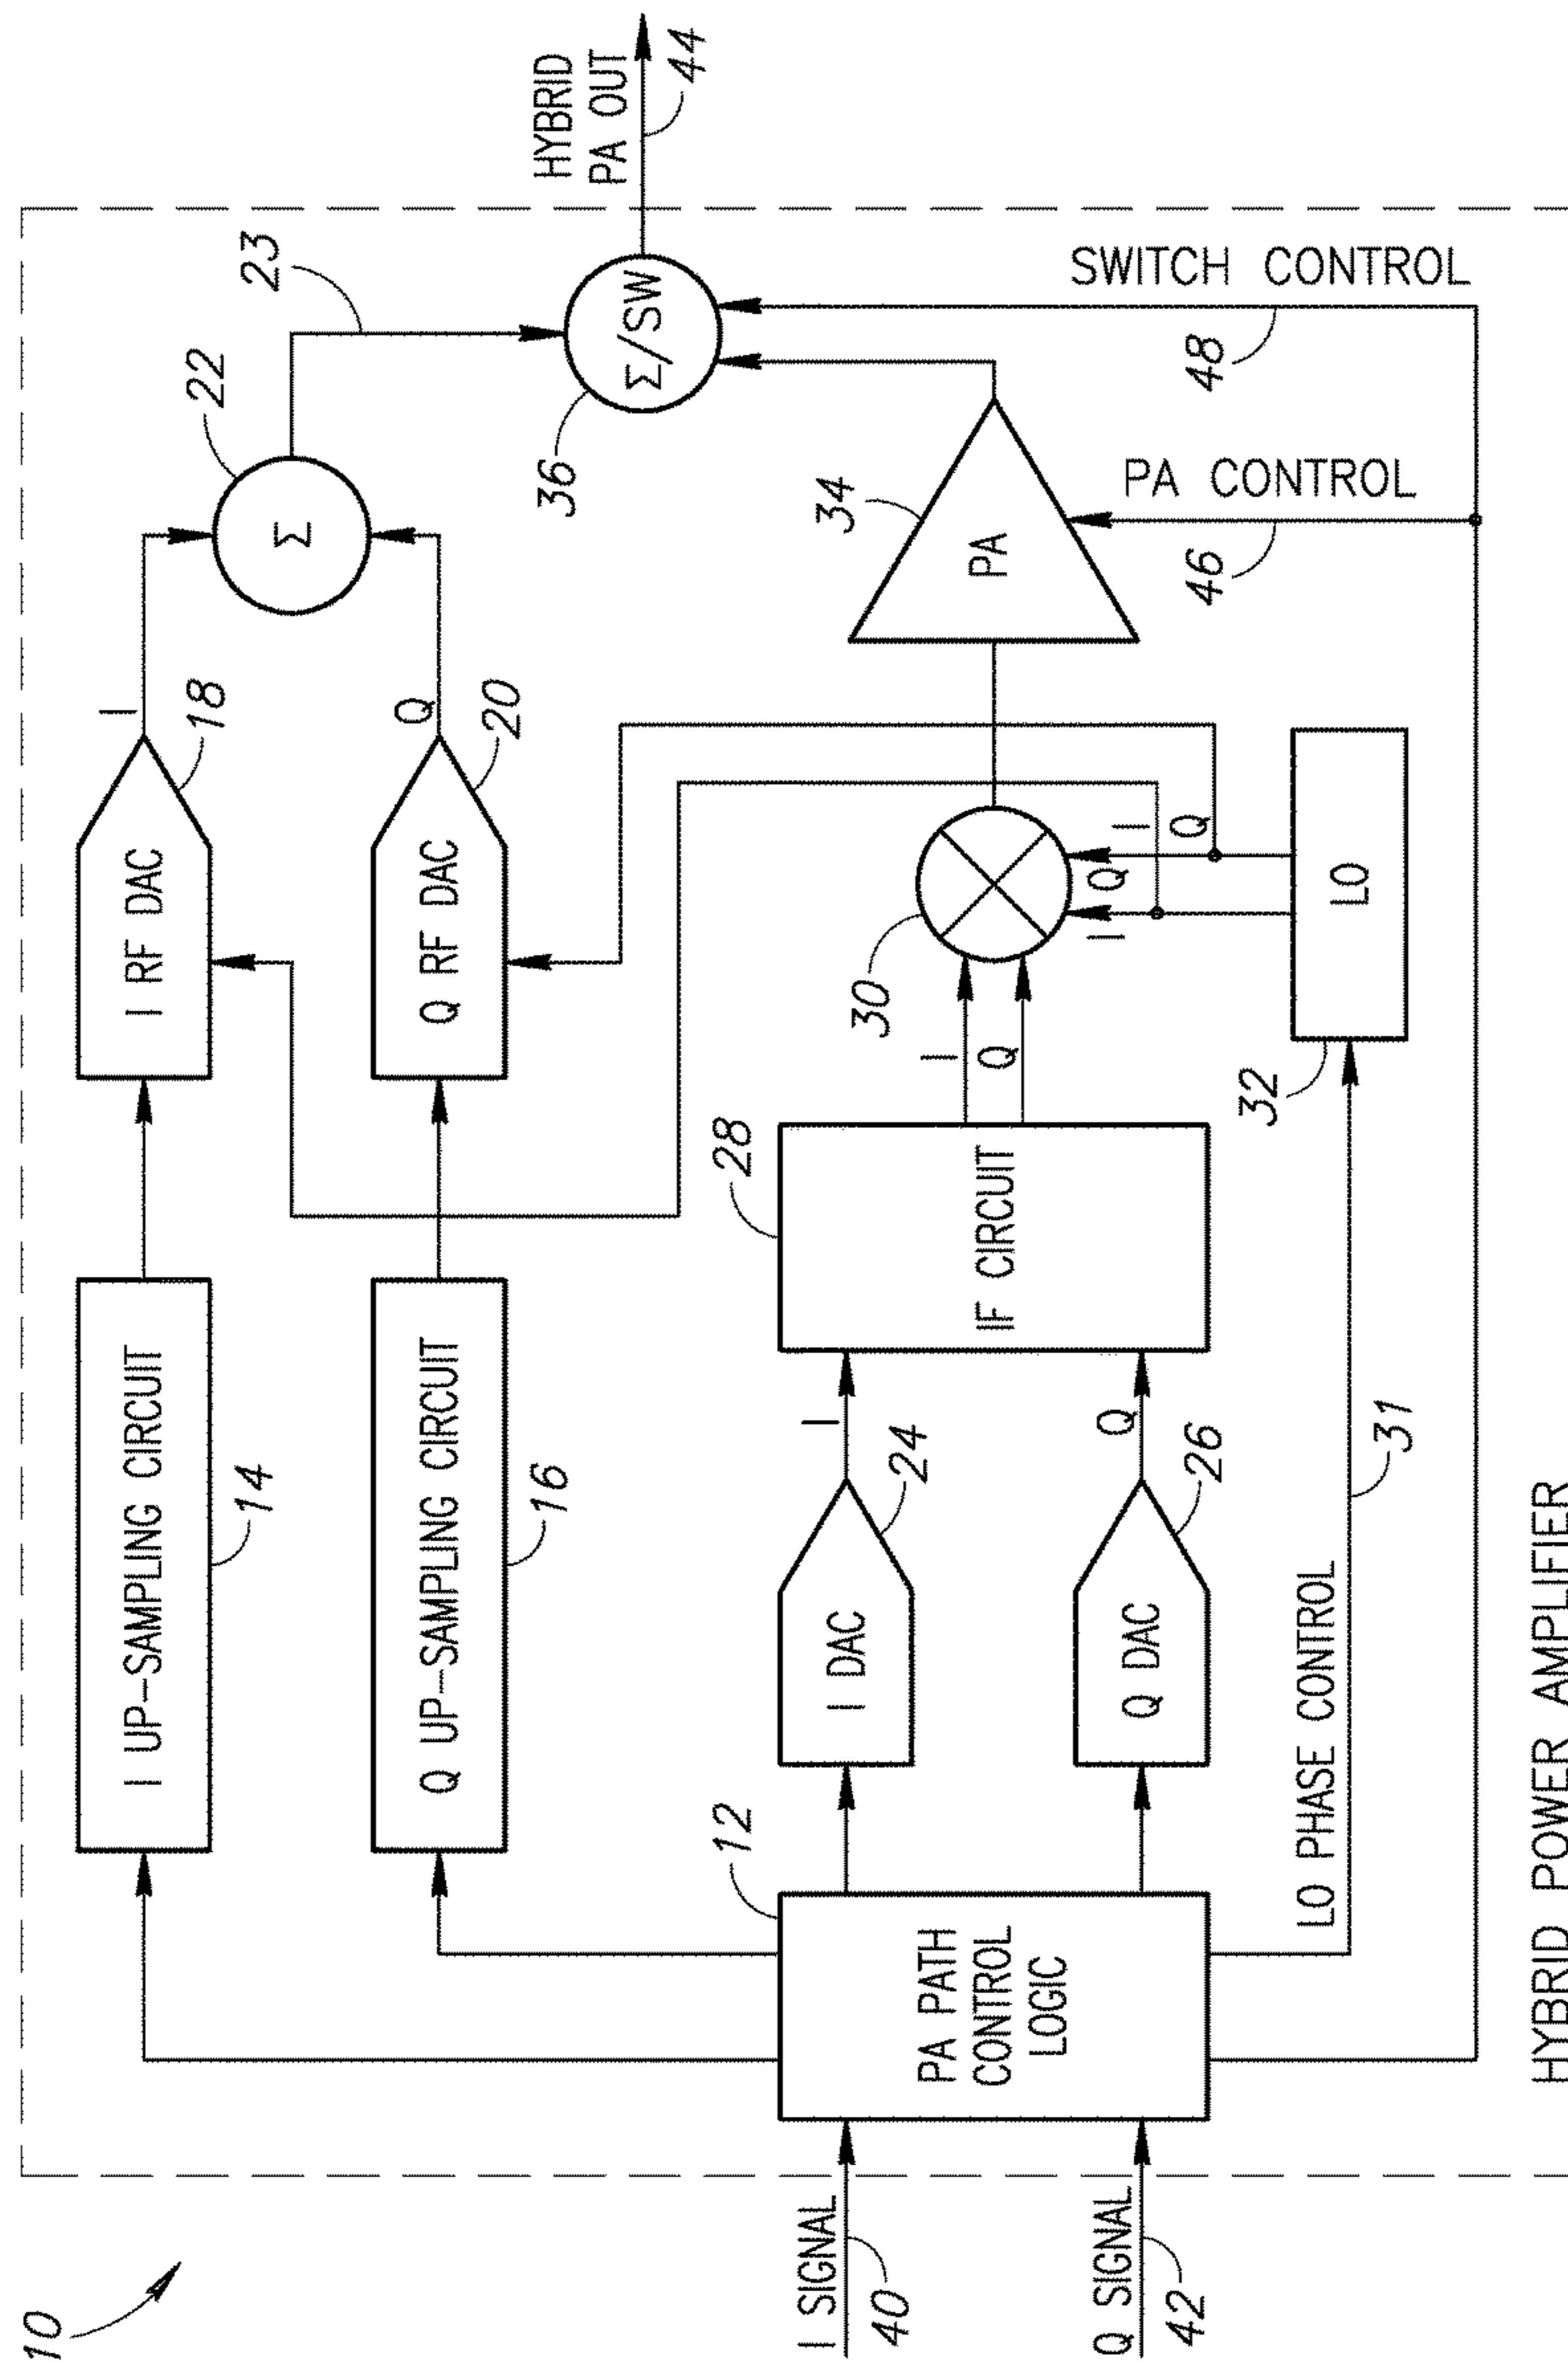 10
I SIGNAL
40
Q SIGNAL
42
PA PATH
CONTROL
LOGIC
12
I UP-SAMPLING CIRCUIT
14
Q UP-SAMPLING CIRCUIT
16
I RF DAC
18
I
Q RF DAC
20
Q
Σ
22
23
I DAC
24
I
Q DAC
26
Q
IF CIRCUIT
28
I
Q
30
I
Q
I
Q
LO
32
LO PHASE CONTROL
31
PA
34
PA CONTROL
46
Σ/SW
36
SWITCH CONTROL
48
HYBRID
PA OUT
44
HYBRID POWER AMPLIFIER